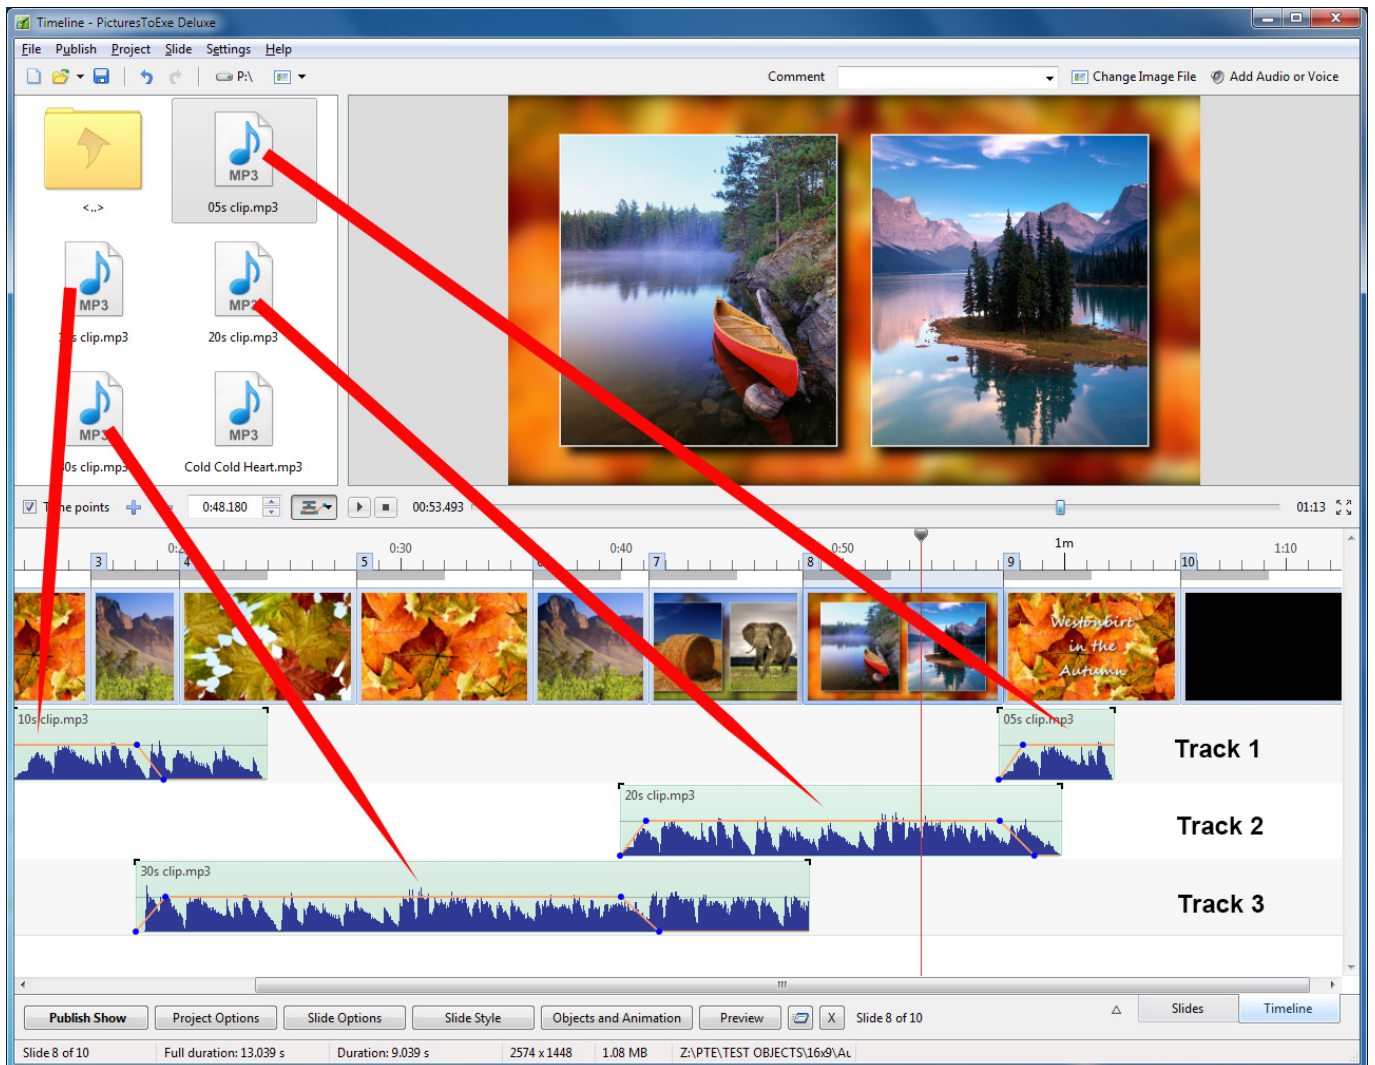 Timeline - PicturesToExe Deluxe
File Publish Project Slide Settings Help
P:\ Comment Change Image File Add Audio or Voice
MP3
<..> 05s clip.mp3
MP3 MP3
s clip.mp3 20s clip.mp3
MP3 MP3
0s clip.mp3 Cold Cold Heart.mp3
points 0:48.180 00:53.493 01:13
0:30 0:40 0:50 1m 1:10
3 4 5 6 7 8 9 10
Westonbirt
in the
Autumn
10s clip.mp3 05s clip.mp3
Track 1
20s clip.mp3
Track 2
30s clip.mp3
Track 3
Publish Show Project Options Slide Options Slide Style Objects and Animation Preview X Slide 8 of 10 Slides Timeline
Slide 8 of 10 Full duration: 13.039 s Duration: 9.039 s 2574 x 1448 1.08 MB Z:\PTE\TEST OBJECTS\16x9\Au